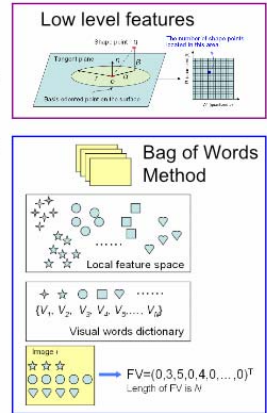 Low level features
Shape point
The number of shape points
located in this area
Tangent plane
Basis oriented point on the surface
Bag of Words
Method
Local feature space
{V₁, V₂, V₃, V₄, V₅,..... Vₙ}
Visual words dictionary
Image i
FV=(0,3,5,0,4,0,…,0)ᵀ
Length of FV is N